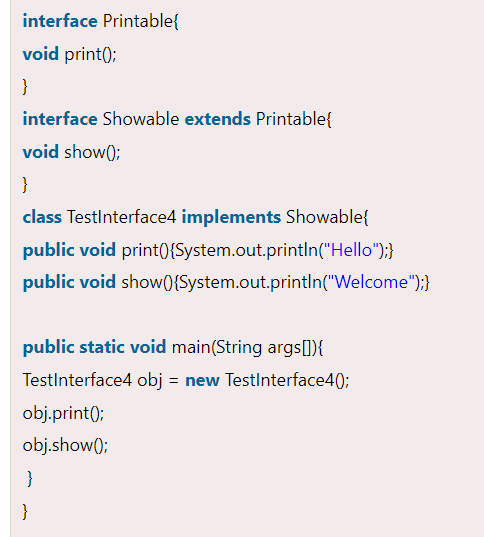 interface Printable{
void print();
}
interface Showable extends Printable{
void show();
}
class TestInterface4 implements Showable{
public void print(){System.out.println("Hello");}
public void show(){System.out.println("Welcome");}
public static void main(String args[]){
TestInterface4 obj = new TestInterface4();
obj.print();
obj.show();
}
}